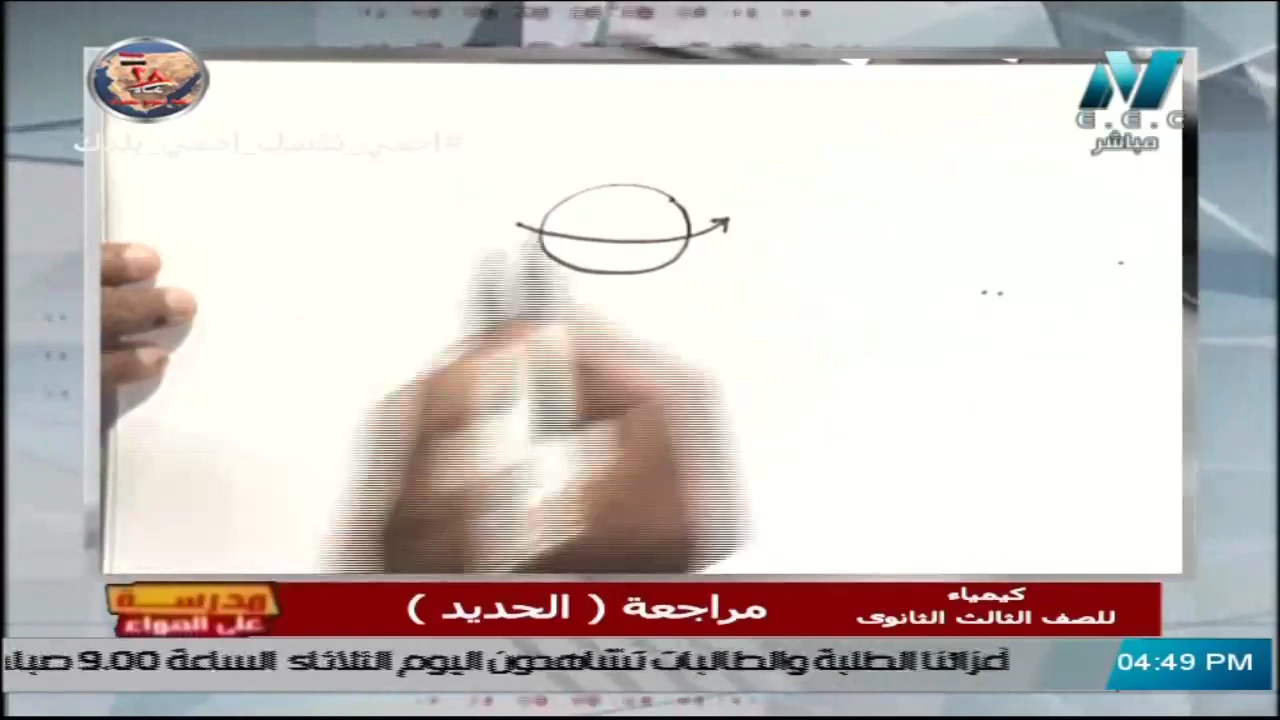 E.E.C
مباشر
#احمي_نفسك_احمي_بلدك
كيمياء
للصف الثالث الثانوى
مراجعة ( الحديد )
مدرسة
على الهواء
04:49 PM
أعزائنا الطلبة والطالبات تشاهدون اليوم الثلاثاء الساعة 9.00 صباحا